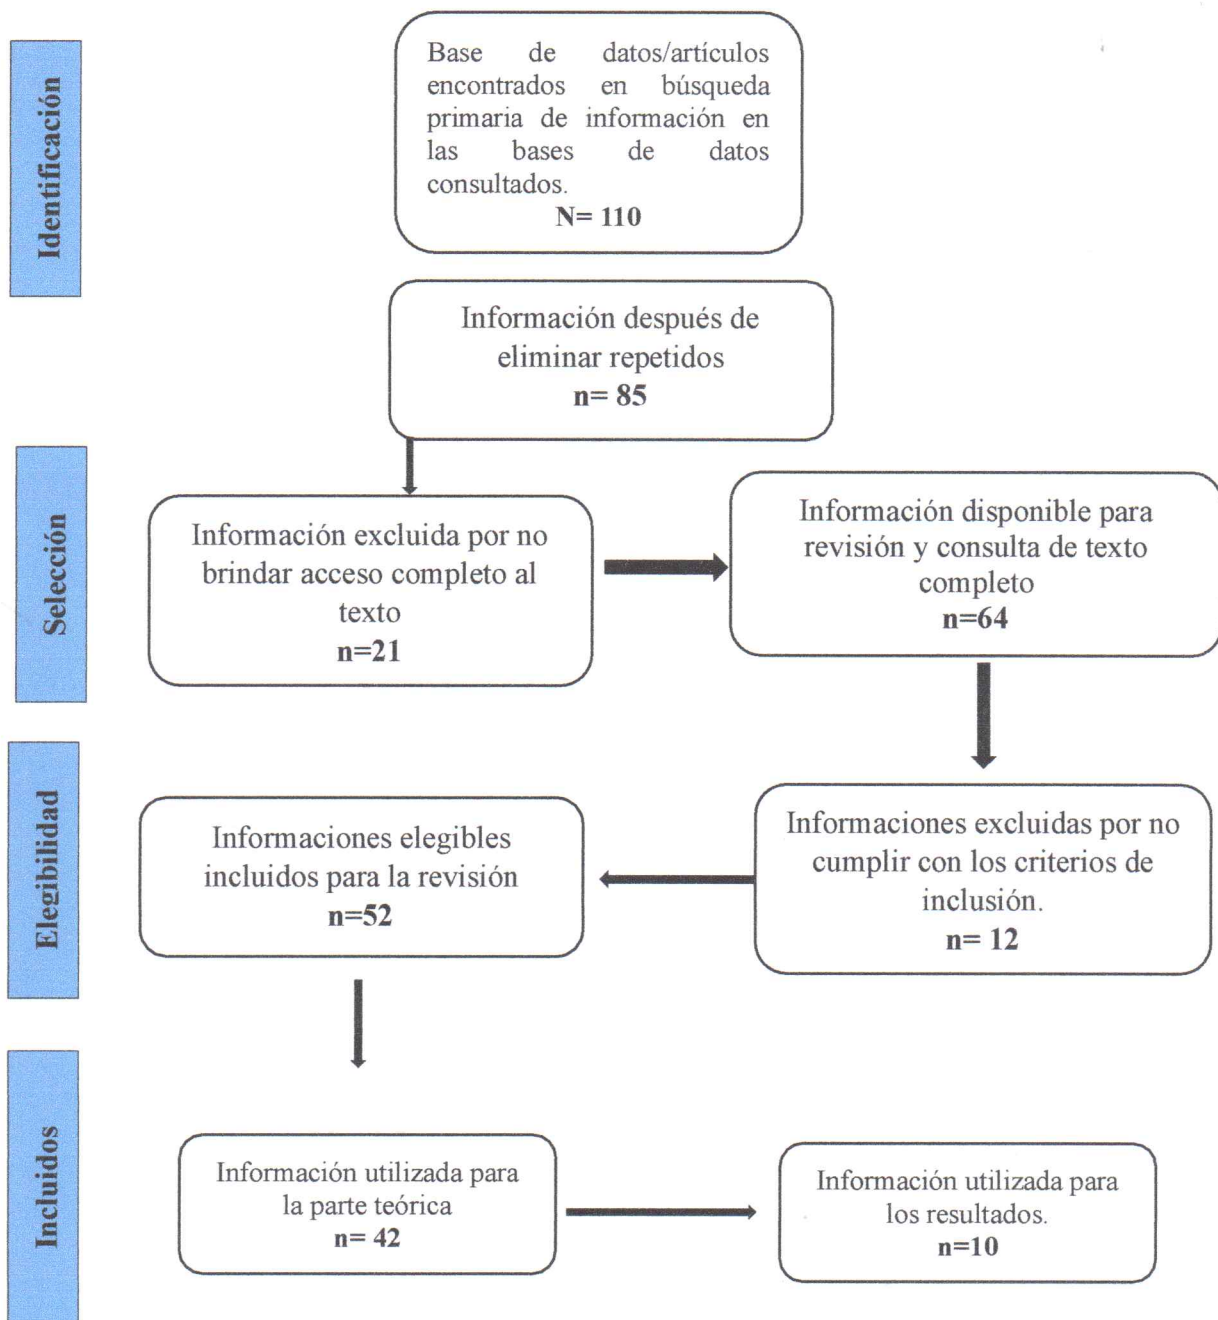 Identificación
Base de datos/artículos
encontrados en búsqueda
primaria de información en
las bases de datos
consultados.
N= 110
Información después de
eliminar repetidos
n= 85
Selección
Información excluida por no
brindar acceso completo al
texto
n=21
Información disponible para
revisión y consulta de texto
completo
n=64
Elegibilidad
Informaciones elegibles
incluidos para la revisión
n=52
Informaciones excluidas por no
cumplir con los criterios de
inclusión.
n= 12
Incluidos
Información utilizada para
la parte teórica
n= 42
Información utilizada para
los resultados.
n=10